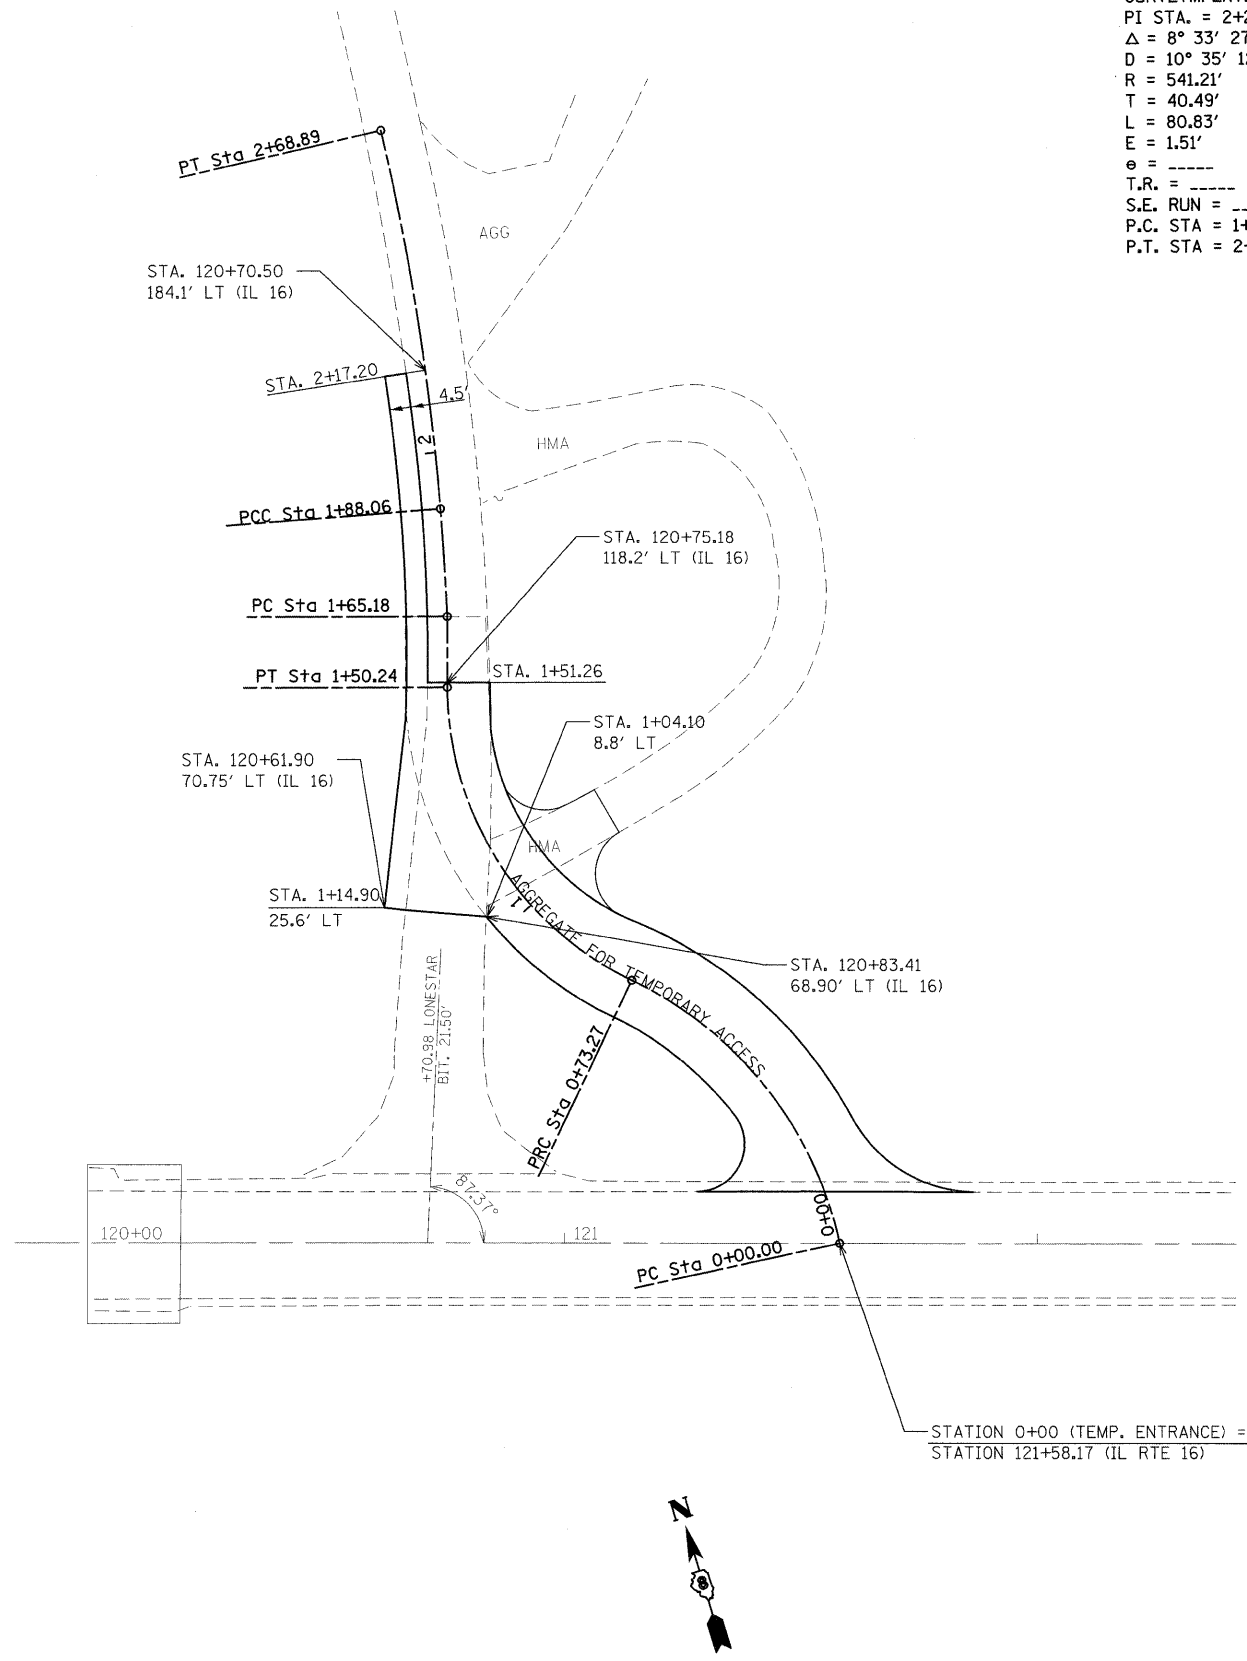 PI STA. = 2+2
Δ = 8° 33' 27
D = 10° 35' 1
R = 541.21'
T = 40.49'
L = 80.83'
E = 1.51'
e = _____
T.R. = _____
S.E. RUN = __
P.C. STA = 1+
P.T. STA = 2+
PT Sta 2+68.89
AGG
STA. 120+70.50
184.1' LT (IL 16)
STA. 2+17.20
4.5'
2
HMA
PCC Sta 1+88.06
STA. 120+75.18
118.2' LT (IL 16)
PC Sta 1+65.18
PT Sta 1+50.24
STA. 1+51.26
STA. 1+04.10
8.8' LT
STA. 120+61.90
70.75' LT (IL 16)
HMA
STA. 1+14.90
25.6' LT
1
AGGREGATE FOR TEMPORARY ACCESS
STA. 120+83.41
68.90' LT (IL 16)
+70.98 LONESTAR
BIT. 21.50'
PRC Sta 0+73.27
87.37°
0+00
120+00
121
PC Sta 0+00.00
STATION 0+00 (TEMP. ENTRANCE) =
STATION 121+58.17 (IL RTE 16)
N
8